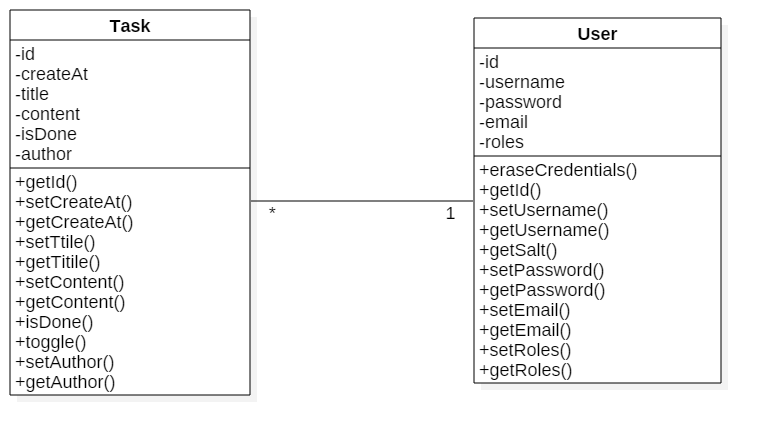 Task
-id
-createAt
-title
-content
-isDone
-author
+getId()
+setCreateAt()
+getCreateAt()
+setTtile()
+getTitile()
+setContent()
+getContent()
+isDone()
+toggle()
+setAuthor()
+getAuthor()
*
1
User
-id
-username
-password
-email
-roles
+eraseCredentials()
+getId()
+setUsername()
+getUsername()
+getSalt()
+setPassword()
+getPassword()
+setEmail()
+getEmail()
+setRoles()
+getRoles()